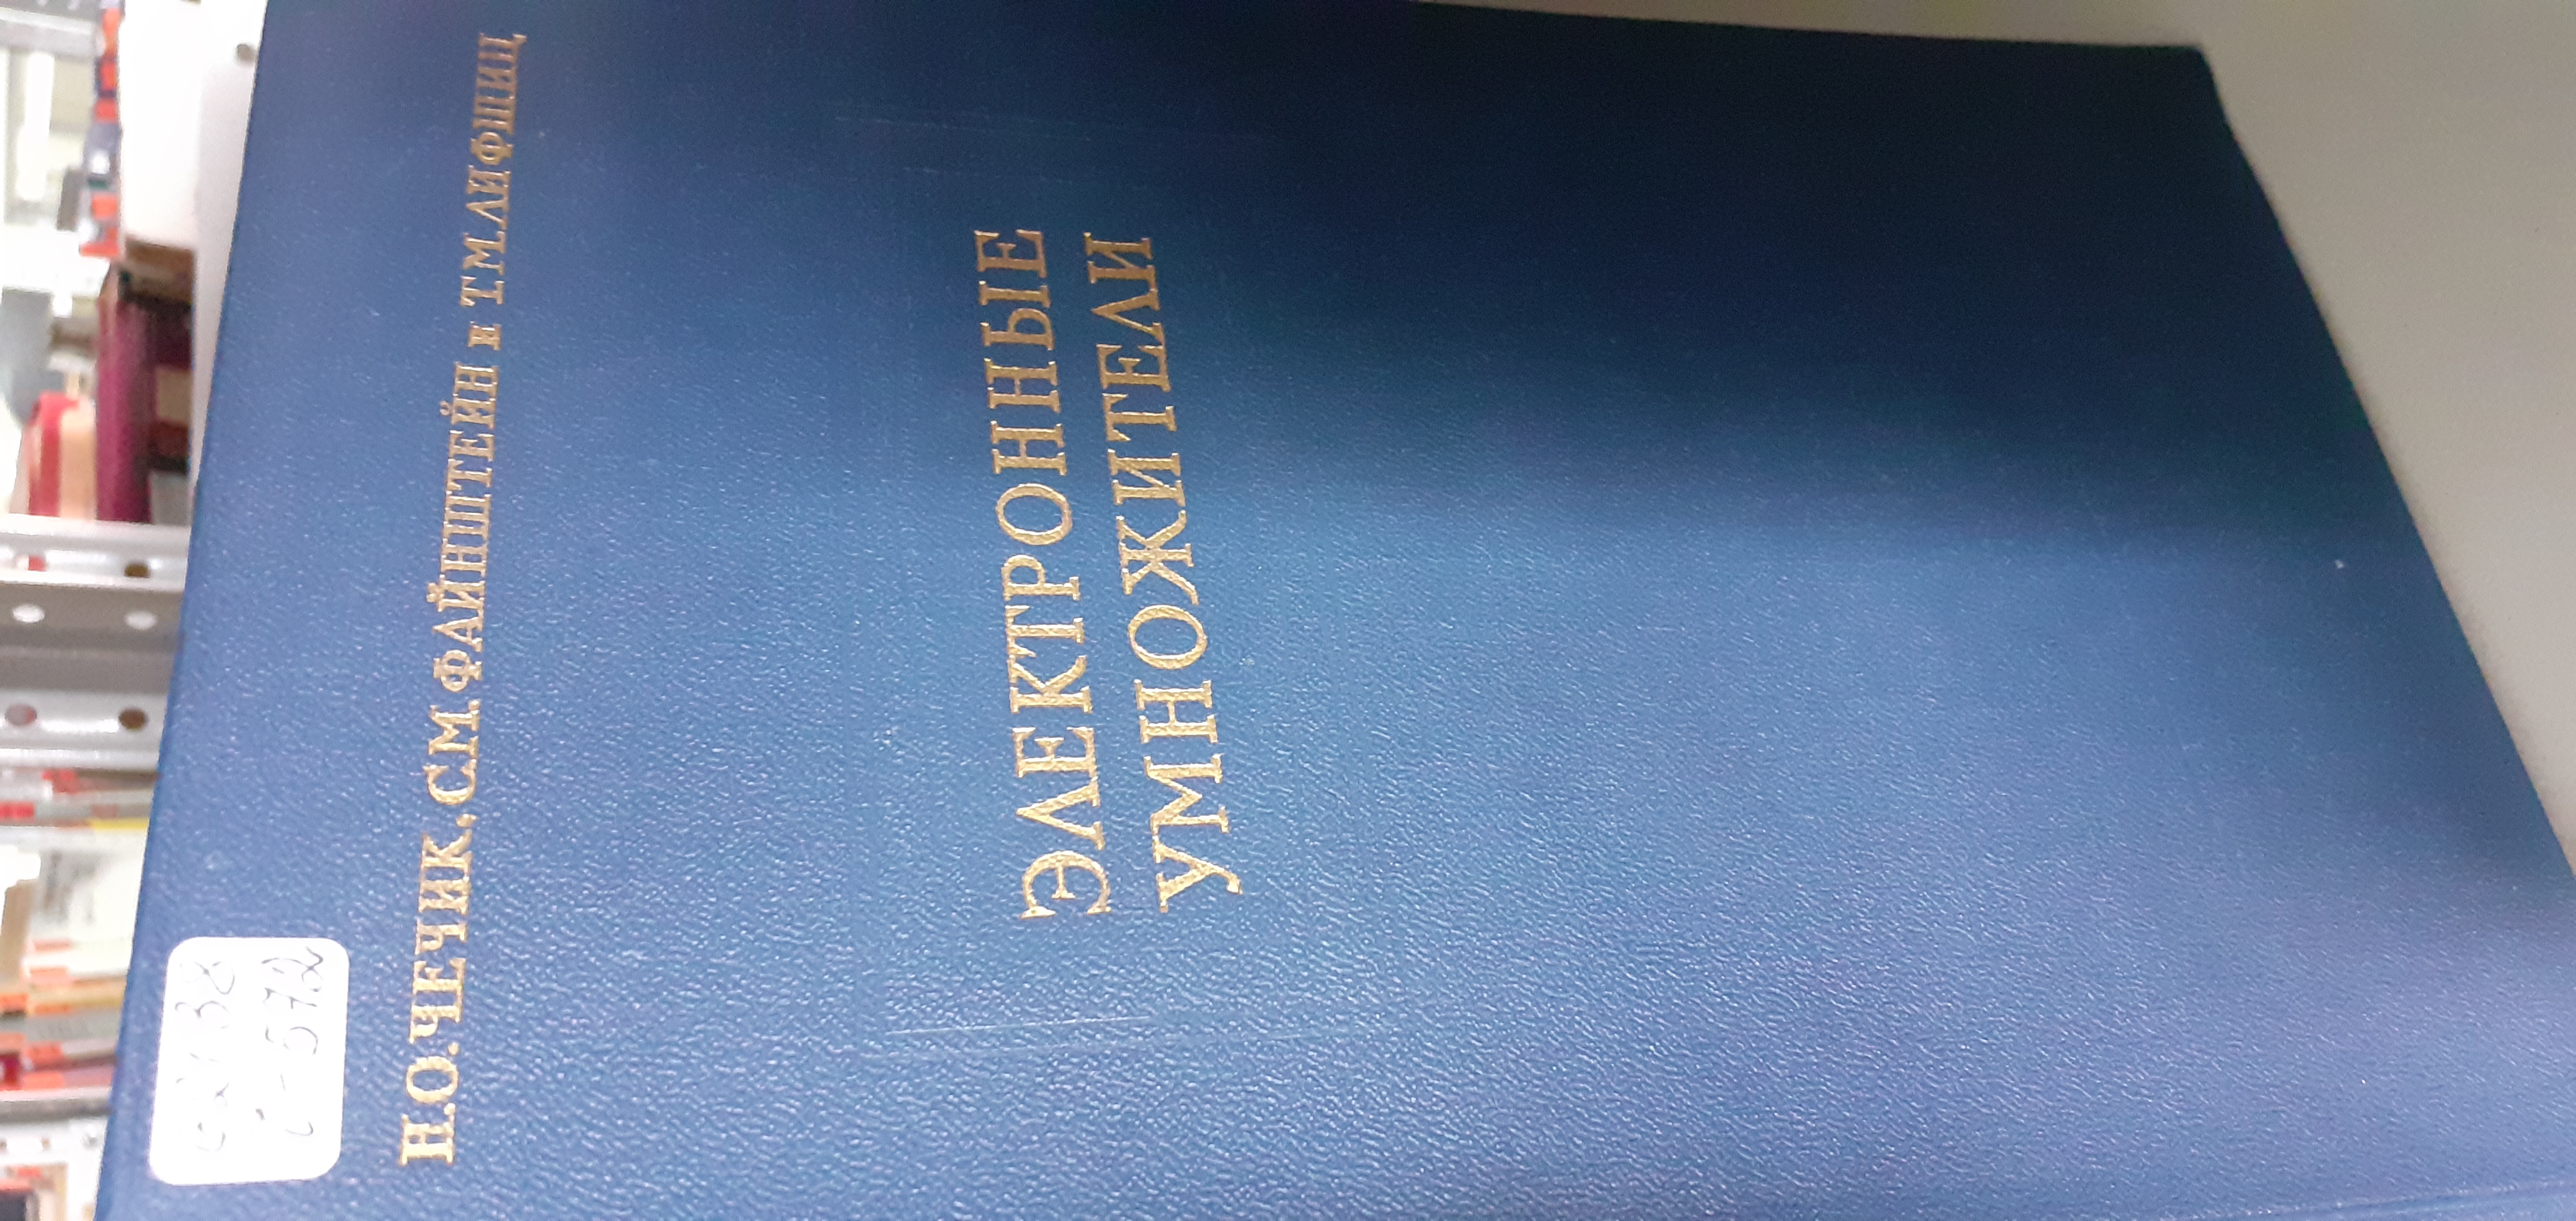 Н.О.ЧЕЧИК, С.М.ФАЙНШТЕЙН и Т.М.ЛИФШИЦ
ЭЛЕКТРОННЫЕ
УМНОЖИТЕЛИ